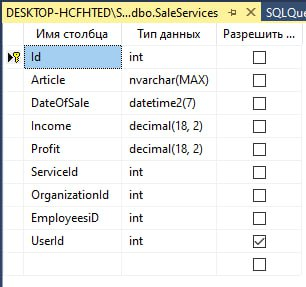 DESKTOP-HCFHTED\S...dbo.SaleServices
SQLQue
Имя столбца Тип данных Разрешить ...
Id int
Article nvarchar(MAX)
DateOfSale datetime2(7)
Income decimal(18, 2)
Profit decimal(18, 2)
ServiceId int
OrganizationId int
EmployeesiD int
UserId int